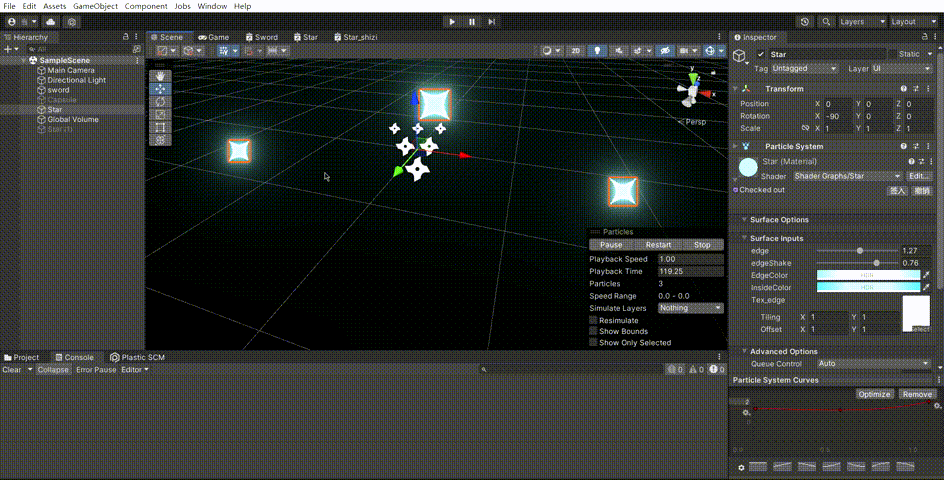 File Edit Assets GameObject Component Jobs Window Help
Layers Layout
Hierarchy
All
SampleScene
Main Camera
Directional Light
sword
Capsule
Star
Global Volume
Star (1)
Scene Game Sword Star Star_shizi
2D
y
x
z
Persp
Particles
Pause Restart Stop
Playback Speed 1.00
Playback Time 119.25
Particles 3
Speed Range 0.0 - 0.0
Simulate Layers Nothing
Resimulate
Show Bounds
Show Only Selected
Inspector
Star Static
Tag Untagged Layer UI
Transform
Position X 0 Y 0 Z 0
Rotation X -90 Y 0 Z 0
Scale X 1 Y 1 Z 1
Particle System
Star (Material)
Shader Shader Graphs/Star Edit...
Checked out 签入 撤销
Surface Options
Surface Inputs
edge 1.27
edgeShake 0.76
EdgeColor HDR
InsideColor HDR
Tex_edge
Tiling X 1 Y 1
Offset X 1 Y 1 Select
Advanced Options
Queue Control Auto
Particle System Curves
Optimize Remove
2
0.0 0.5 1.0
Project Console Plastic SCM
Clear Collapse Error Pause Editor
0 0 0